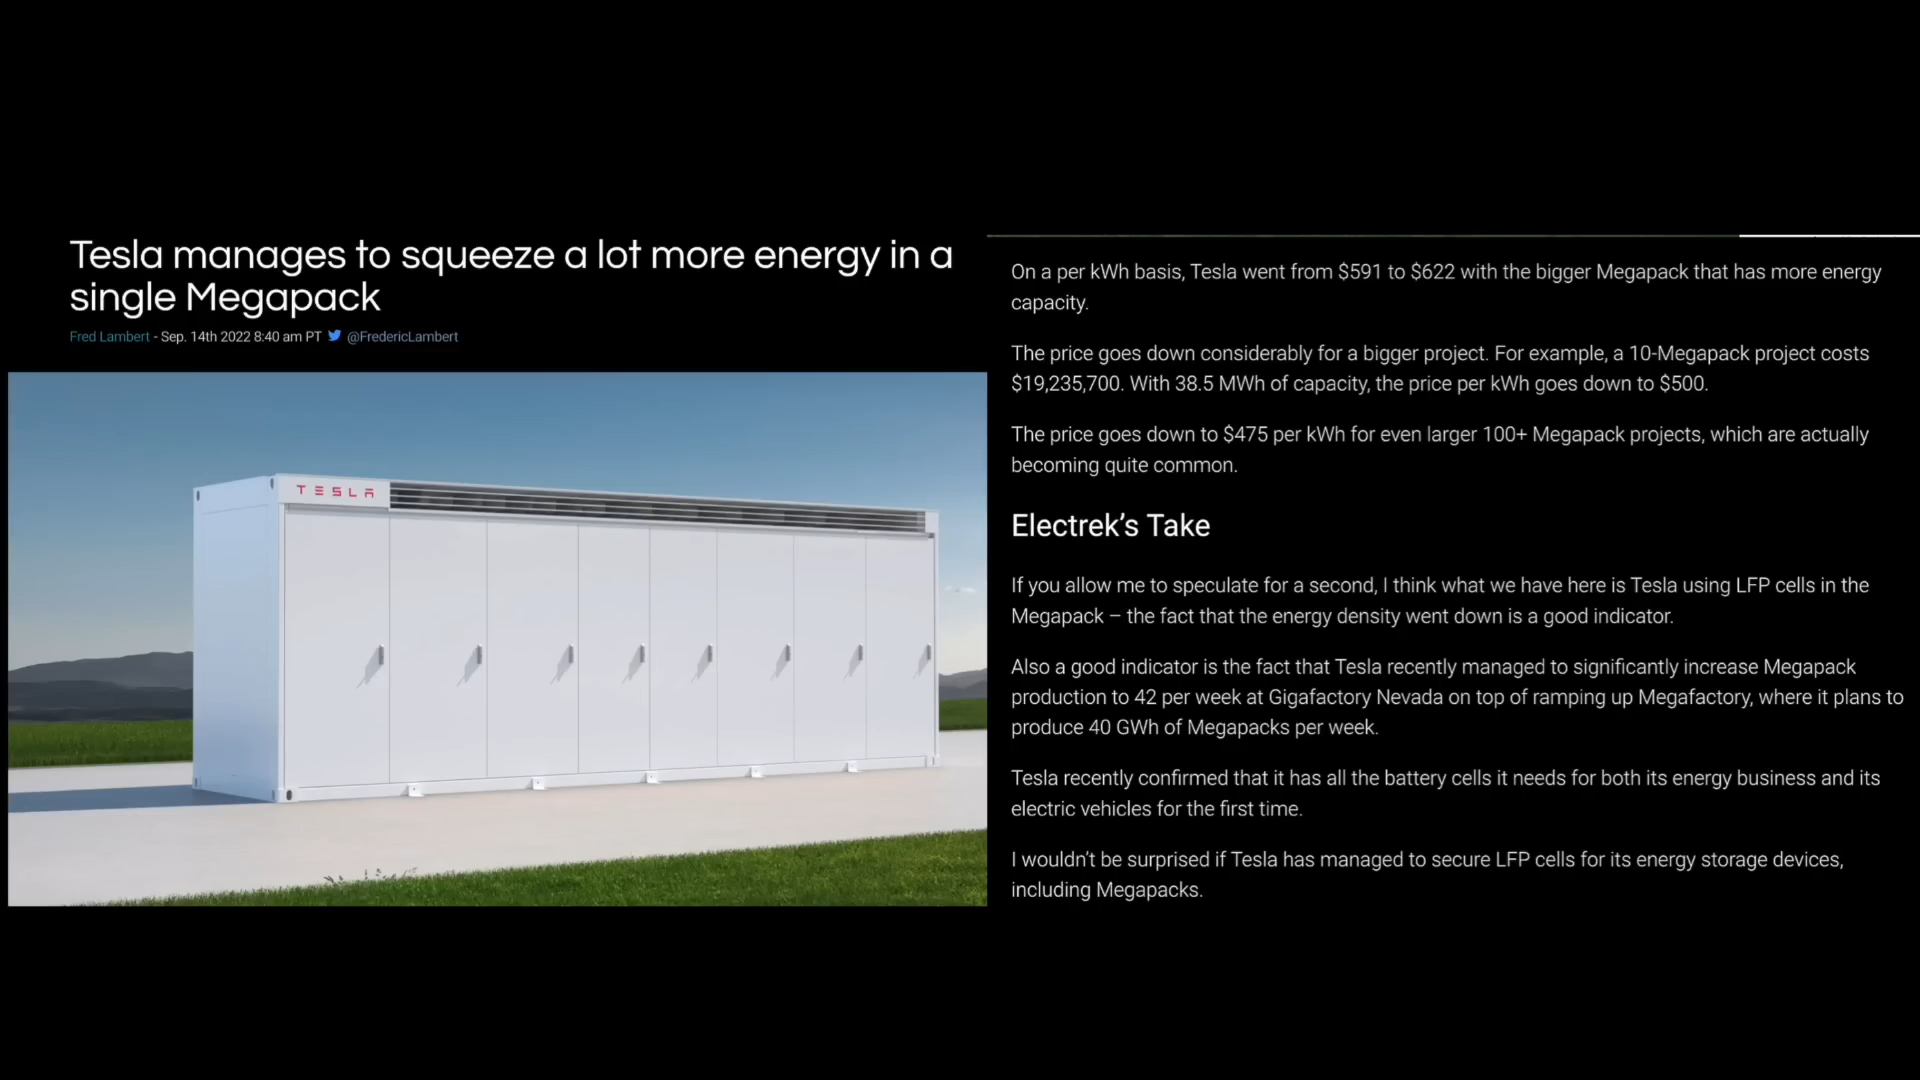 Tesla manages to squeeze a lot more energy in a
single Megapack
Fred Lambert - Sep. 14th 2022 8:40 am PT @FredericLambert
TESLA
On a per kWh basis, Tesla went from $591 to $622 with the bigger Megapack that has more energy
capacity.
The price goes down considerably for a bigger project. For example, a 10-Megapack project costs
$19,235,700. With 38.5 MWh of capacity, the price per kWh goes down to $500.
The price goes down to $475 per kWh for even larger 100+ Megapack projects, which are actually
becoming quite common.
Electrek’s Take
If you allow me to speculate for a second, I think what we have here is Tesla using LFP cells in the
Megapack – the fact that the energy density went down is a good indicator.
Also a good indicator is the fact that Tesla recently managed to significantly increase Megapack
production to 42 per week at Gigafactory Nevada on top of ramping up Megafactory, where it plans to
produce 40 GWh of Megapacks per week.
Tesla recently confirmed that it has all the battery cells it needs for both its energy business and its
electric vehicles for the first time.
I wouldn’t be surprised if Tesla has managed to secure LFP cells for its energy storage devices,
including Megapacks.